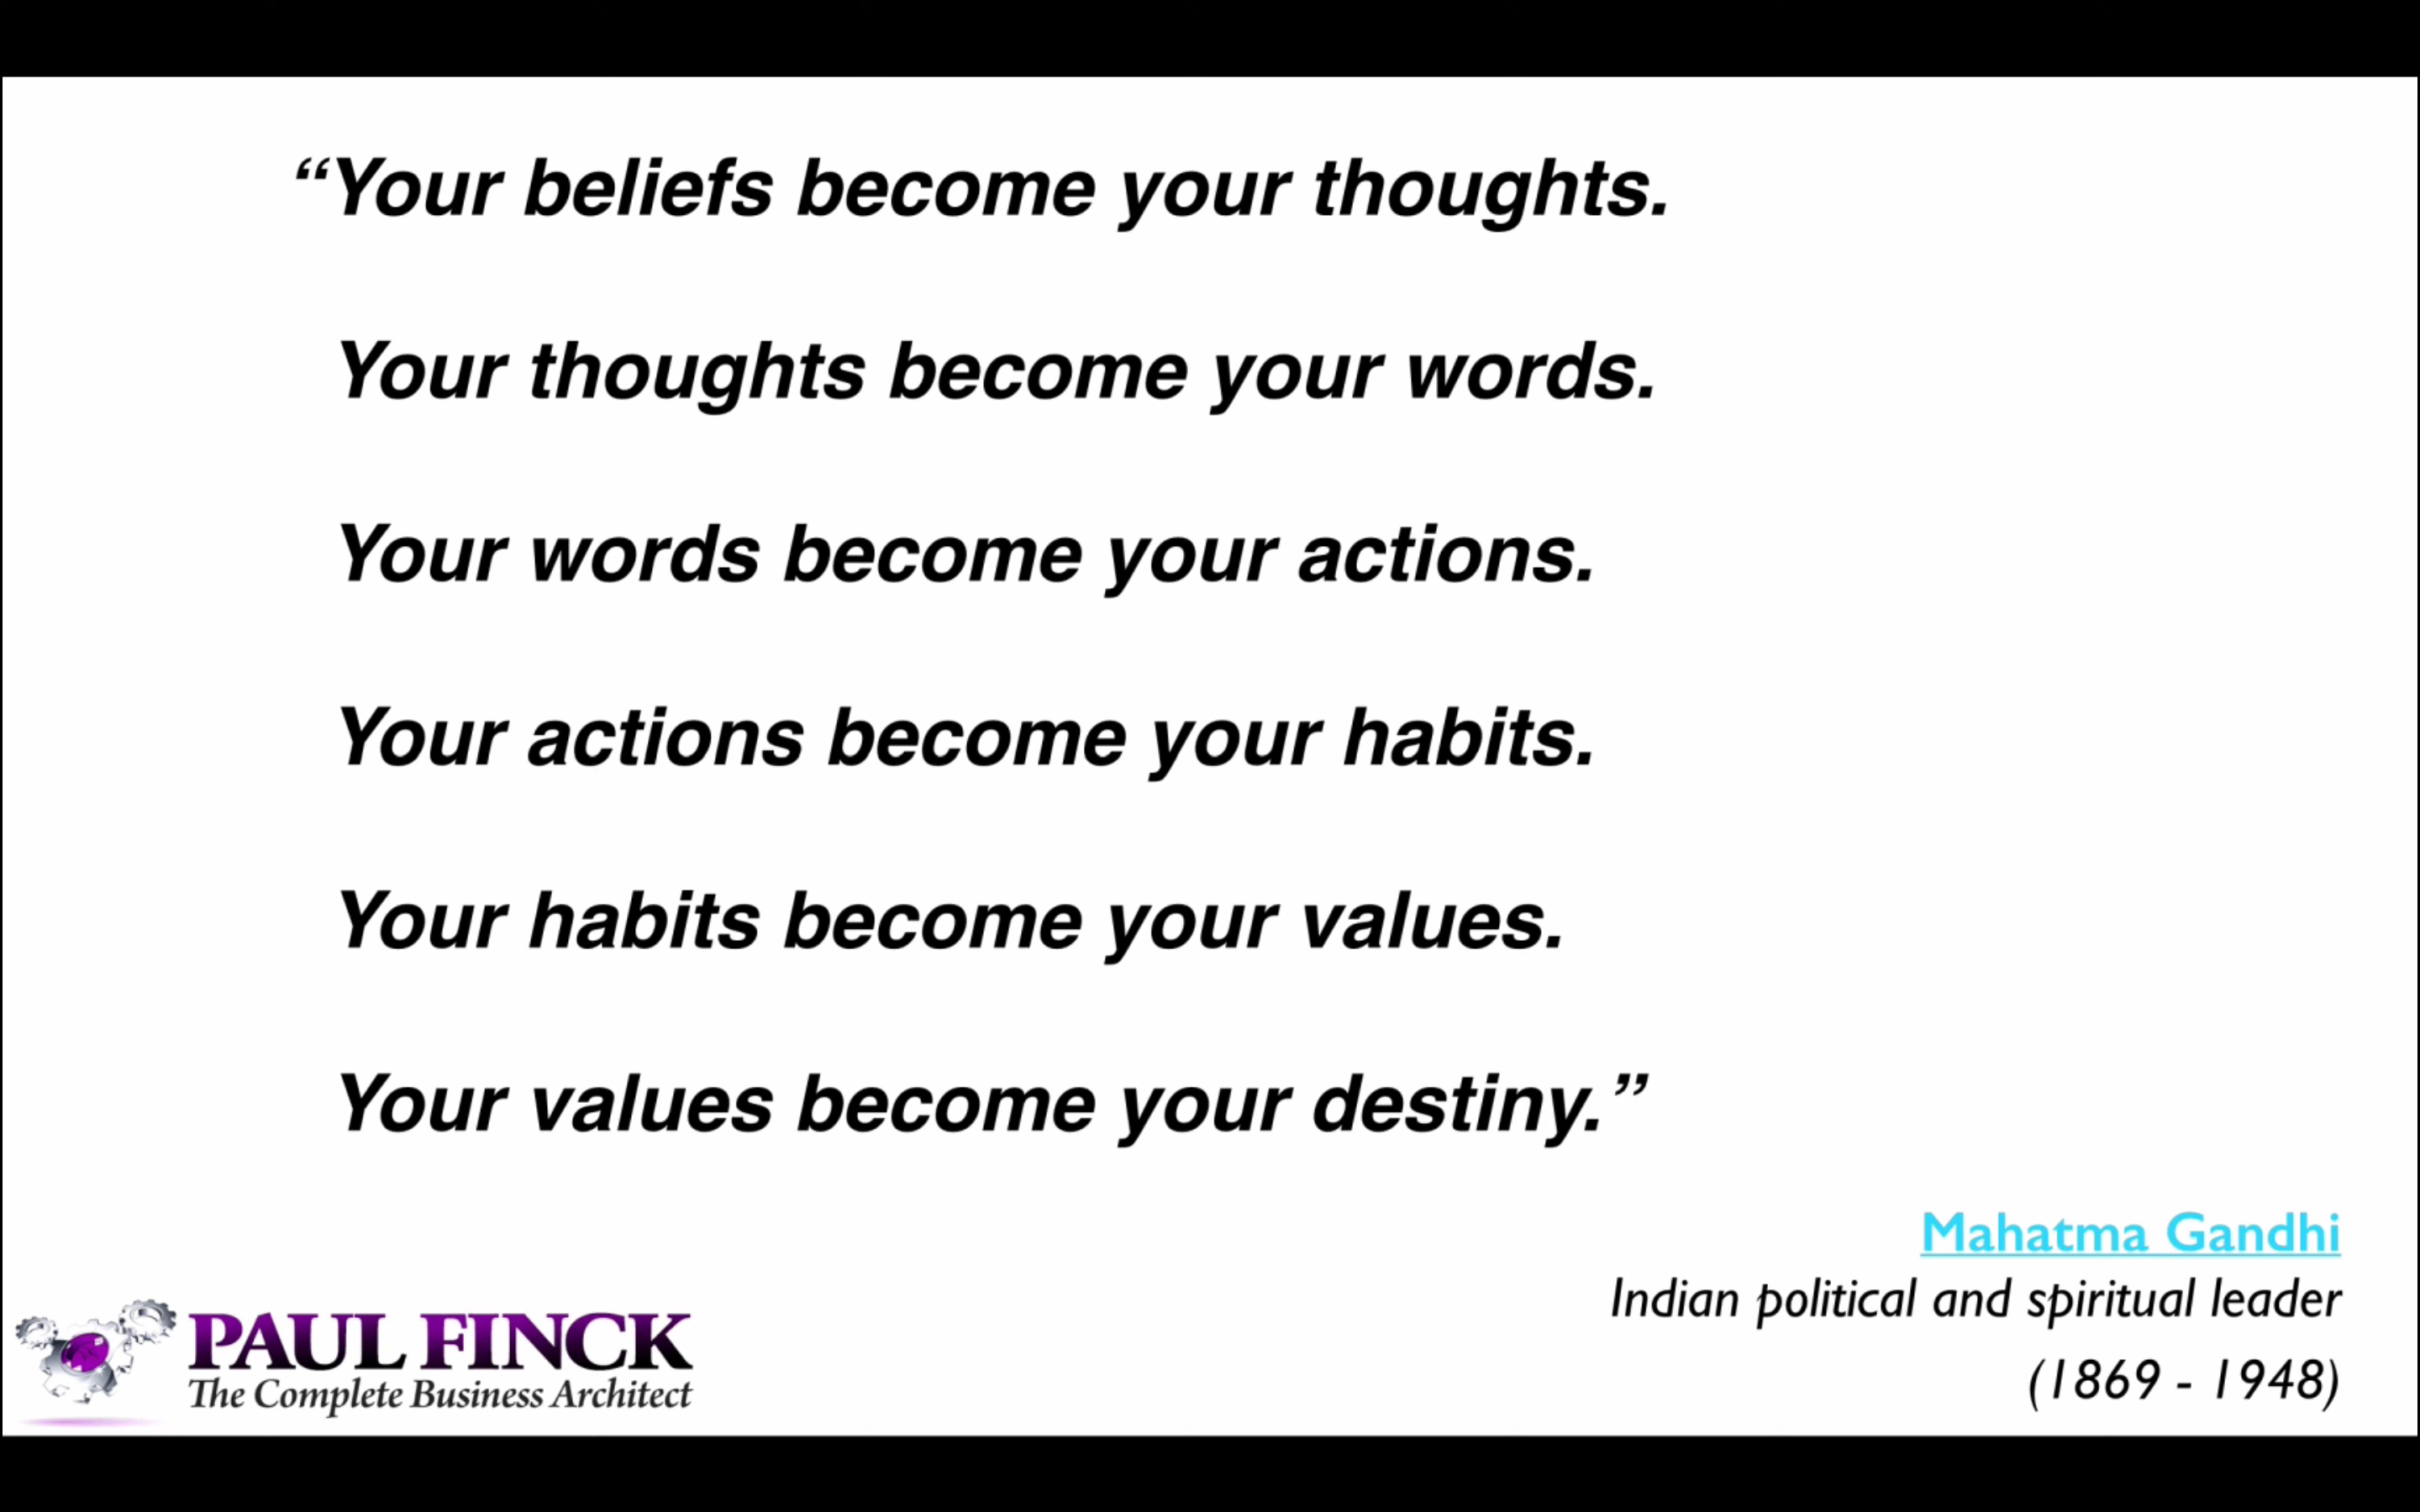 “Your beliefs become your thoughts.
Your thoughts become your words.
Your words become your actions.
Your actions become your habits.
Your habits become your values.
Your values become your destiny.”
Mahatma Gandhi
Indian political and spiritual leader
(1869 - 1948)
PAUL FINCK
The Complete Business Architect